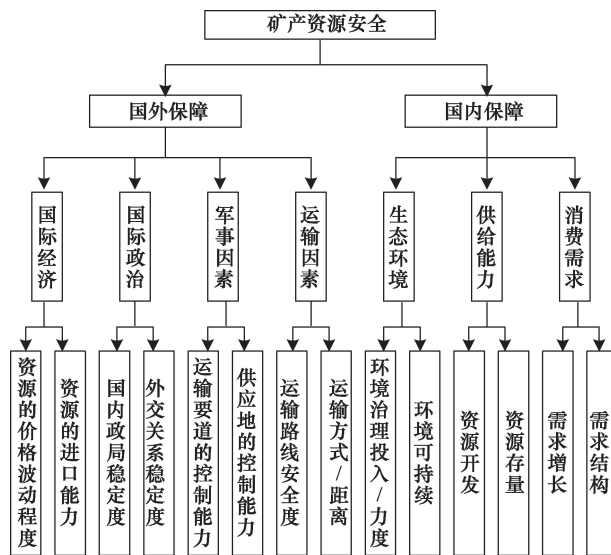 矿产资源安全
国外保障
国内保障
国际经济
国际政治
军事因素
运输因素
生态环境
供给能力
消费需求
资源的价格波动程度
资源的进口能力
国内政局稳定度
外交关系稳定度
运输要道的控制能力
供应地的控制能力
运输路线安全度
运输方式/距离
环境治理投入/力度
环境可持续
资源开发
资源存量
需求增长
需求结构